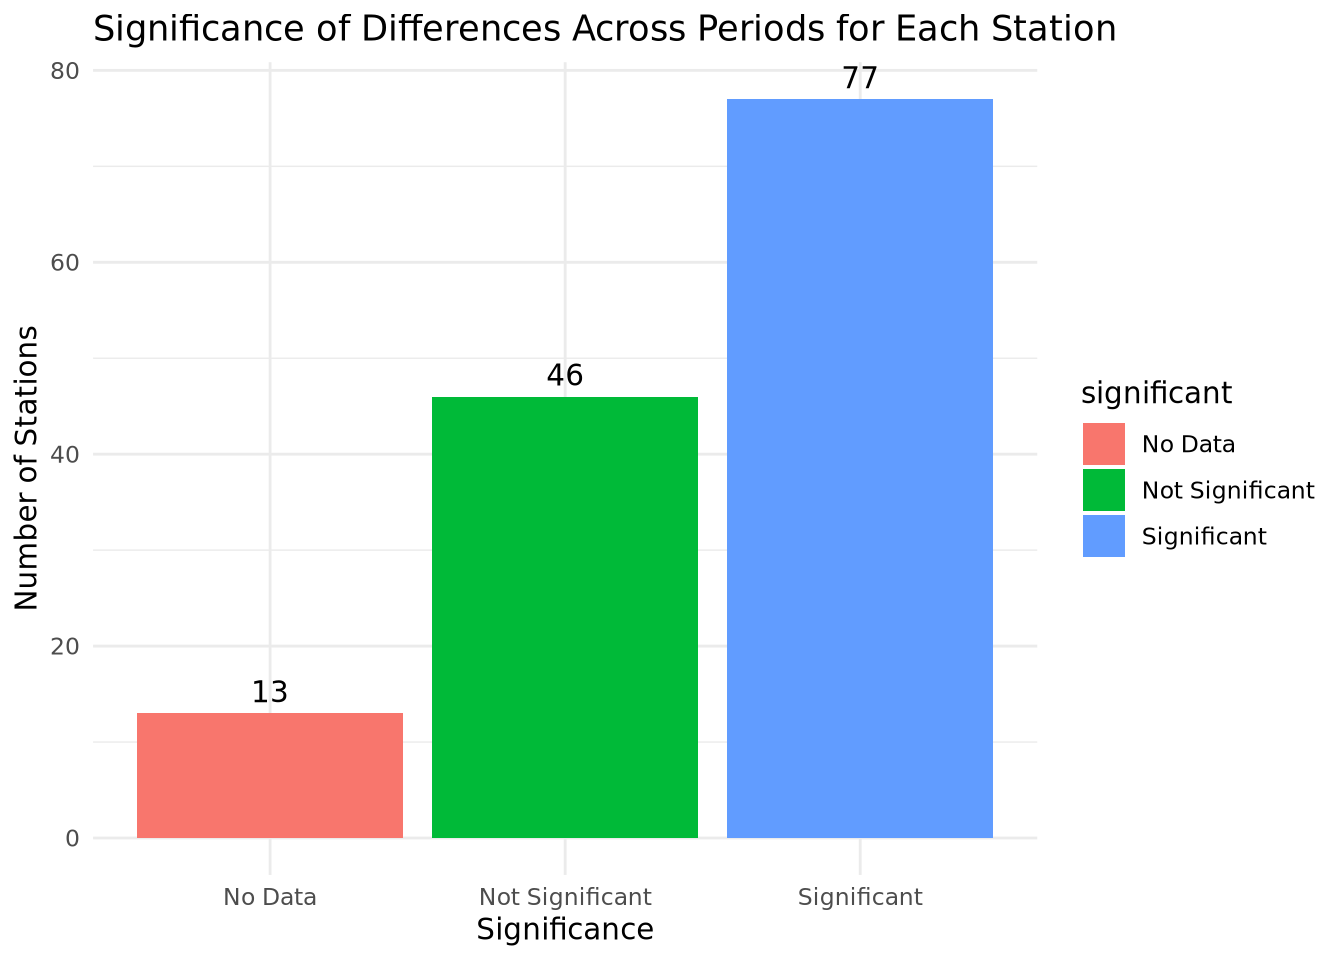 Significance of Differences Across Periods for Each Station
80
60
40
20
0
Number of Stations
13
46
77
No Data
Not Significant
Significant
Significance
significant
No Data
Not Significant
Significant